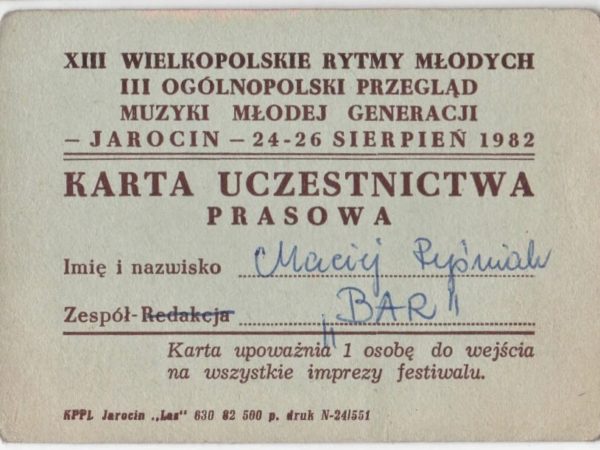 XIII WIELKOPOLSKIE RYTMY MŁODYCH
III OGÓLNOPOLSKI PRZEGLĄD
MUZYKI MŁODEJ GENERACJI
– JAROCIN – 24-26 SIERPIEŃ 1982
KARTA UCZESTNICTWA
PRASOWA
Imię i nazwisko Maciej Ryśniak
Zespół-Redakcja „BAR"
Karta upoważnia 1 osobę do wejścia
na wszystkie imprezy festiwalu.
KPPL Jarocin „Las" 630 82 500 p. druk N-24/551